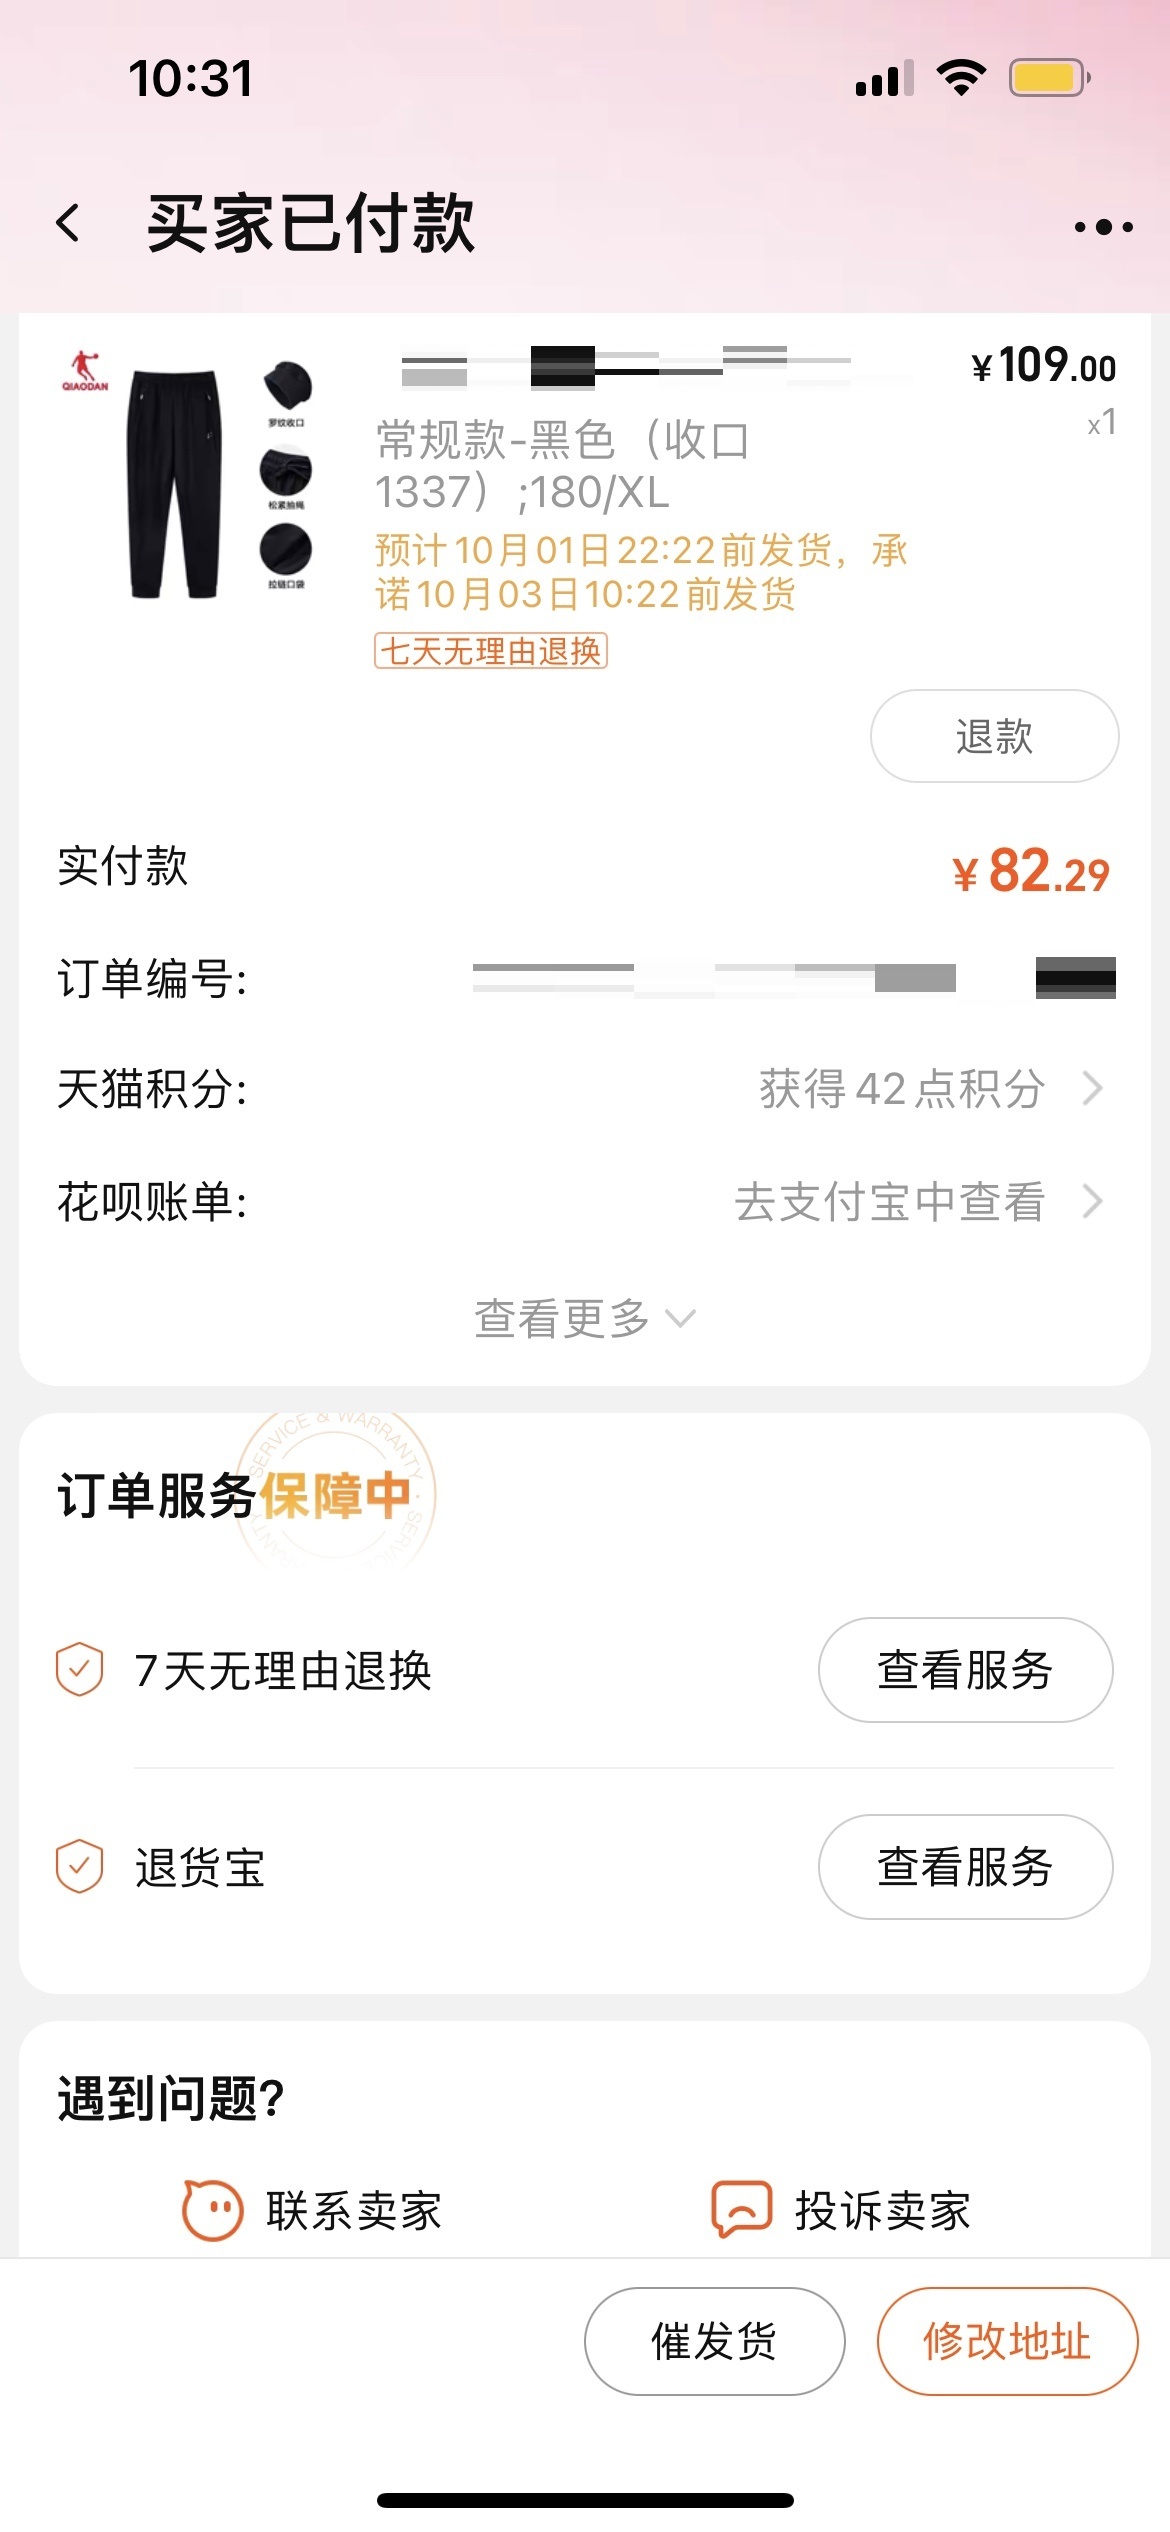 10:31
买家已付款
QIAODAN
罗纹收口
松紧抽绳
拉链口袋
¥109.00
x1
常规款-黑色（收口
1337）;180/XL
预计10月01日22:22前发货，承
诺10月03日10:22前发货
七天无理由退换
退款
实付款
¥82.29
订单编号:
天猫积分:
获得42点积分
花呗账单:
去支付宝中查看
查看更多
SERVICE & WARRANTY · SERVICE
订单服务保障中
7天无理由退换
查看服务
退货宝
查看服务
遇到问题?
联系卖家
投诉卖家
催发货
修改地址